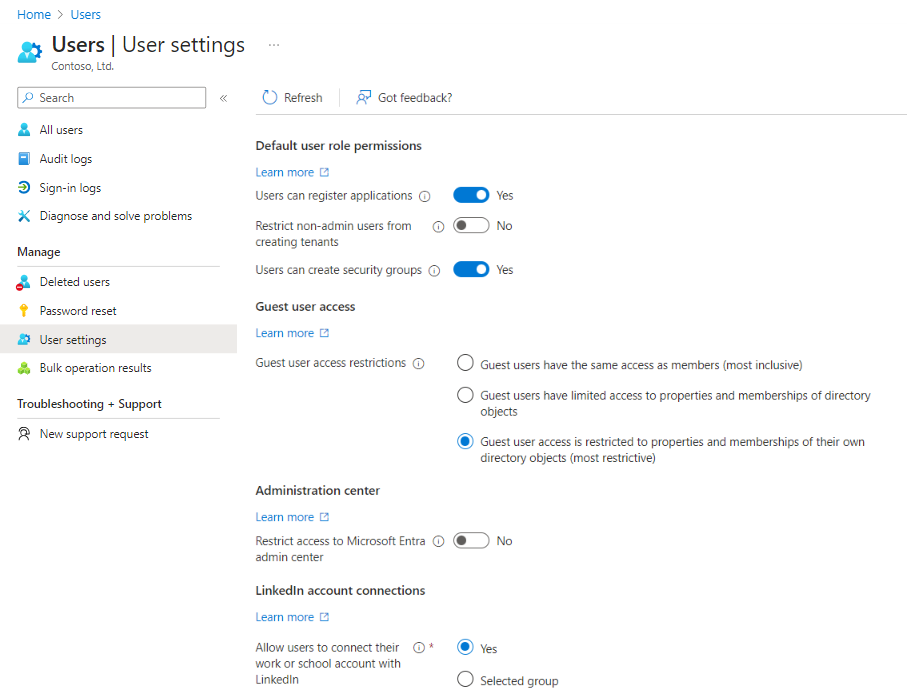 Home > Users
Users | User settings ...
Contoso, Ltd.
Search «
All users
Audit logs
Sign-in logs
Diagnose and solve problems
Manage
Deleted users
Password reset
User settings
Bulk operation results
Troubleshooting + Support
New support request
Refresh Got feedback?
Default user role permissions
Learn more
Users can register applications Yes
Restrict non-admin users from No
creating tenants
Users can create security groups Yes
Guest user access
Learn more
Guest user access restrictions
Guest users have the same access as members (most inclusive)
Guest users have limited access to properties and memberships of directory
objects
Guest user access is restricted to properties and memberships of their own
directory objects (most restrictive)
Administration center
Learn more
Restrict access to Microsoft Entra No
admin center
LinkedIn account connections
Learn more
Allow users to connect their * Yes
work or school account with
LinkedIn
Selected group